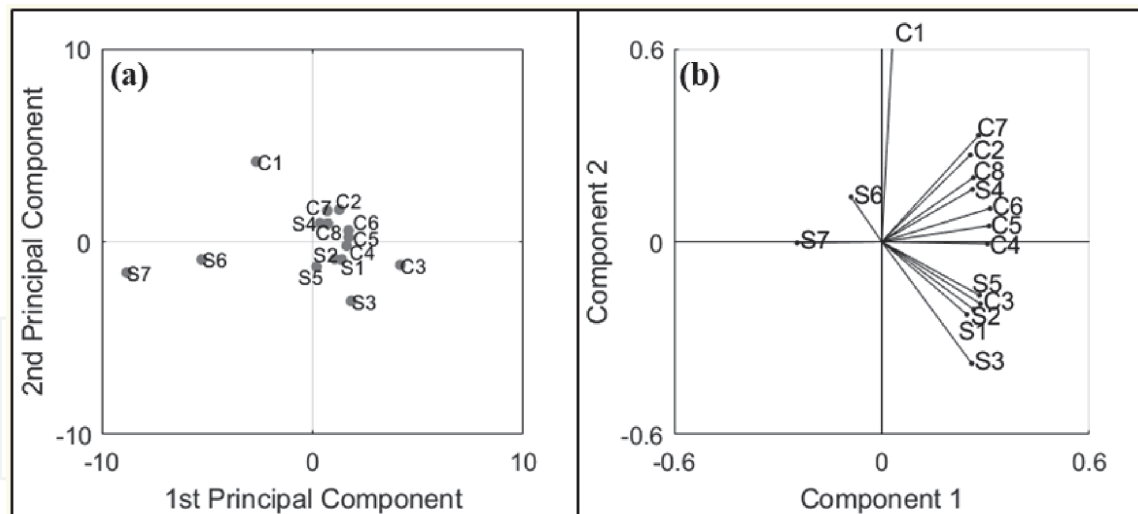 (a)
2nd Principal Component
10
0
-10
-10
0
10
1st Principal Component
C1
C7
C2
S4
C8
C6
C5
C4
S2
S1
S5
C3
S3
S6
S7
(b)
Component 2
0.6
0
-0.6
-0.6
0
0.6
Component 1
C1
C7
C2
C8
S4
C6
C5
C4
S6
S7
S5
C3
S2
S1
S3